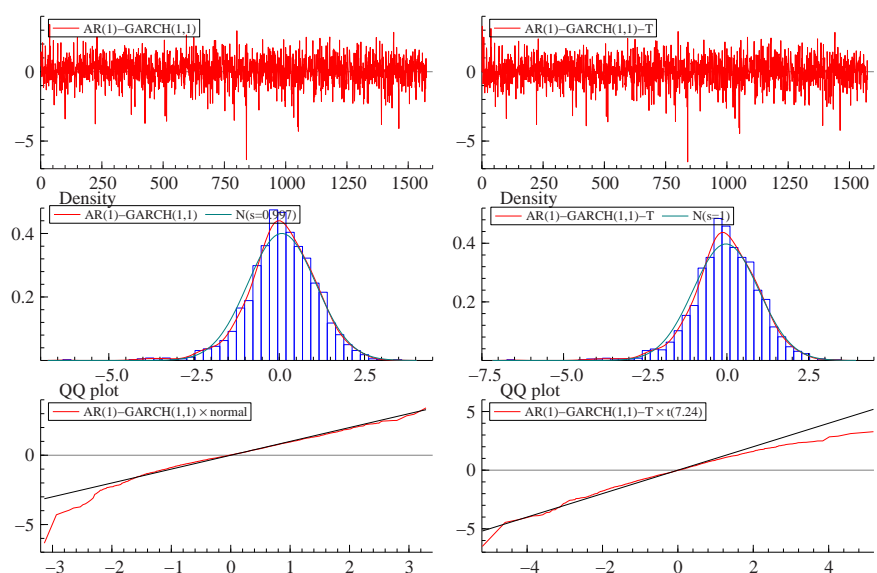 AR(1)−GARCH(1,1)
0
−5
0 250 500 750 1000 1250 1500
AR(1)−GARCH(1,1)−T
0
−5
0 250 500 750 1000 1250 1500
Density
AR(1)−GARCH(1,1) N(s=0.997)
0.4
0.2
−5.0 −2.5 0.0 2.5
Density
AR(1)−GARCH(1,1)−T N(s=1)
0.4
0.2
−7.5 −5.0 −2.5 0.0 2.5
QQ plot
AR(1)−GARCH(1,1) × normal
0
−5
−3 −2 −1 0 1 2 3
QQ plot
AR(1)−GARCH(1,1)−T × t(7.24)
5
0
−5
−4 −2 0 2 4